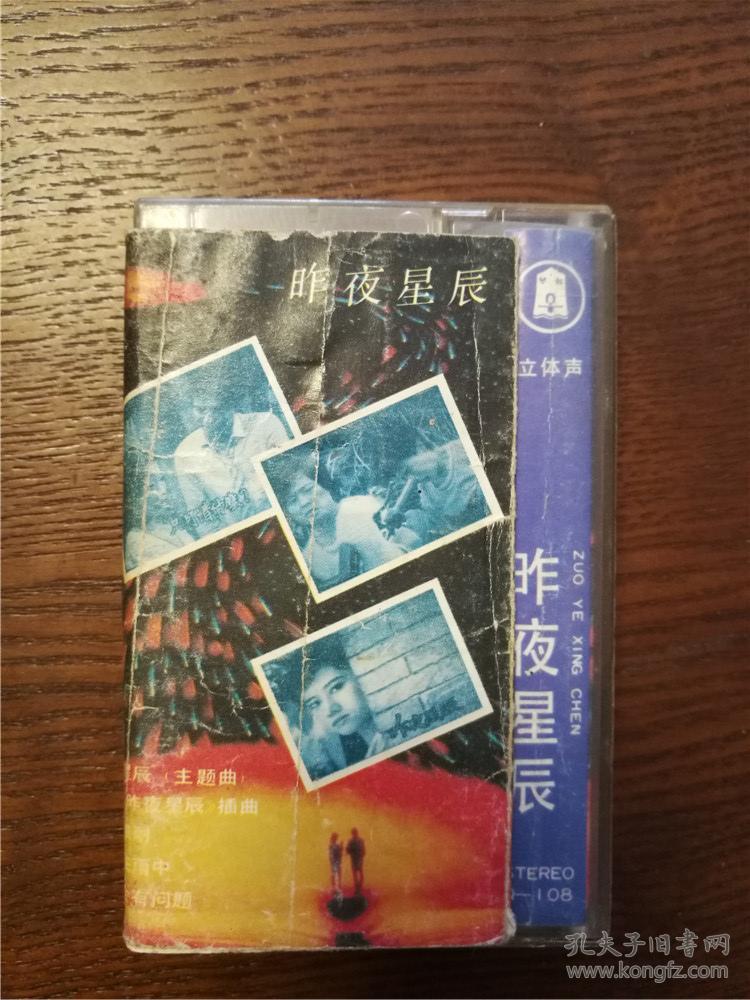 昨夜星辰
辰（主题曲）
昨夜星辰 插曲
雨中
有问题
立体声
昨夜星辰
ZUO YE XING CHEN
STEREO
-108
孔夫子旧书网
www.kongfz.com